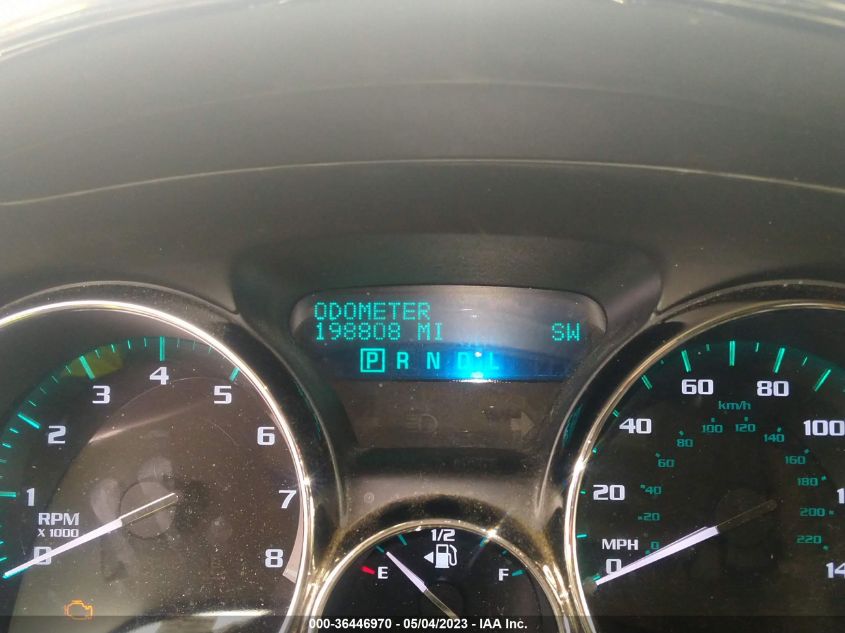 ODOMETER
198808 MI SW
P R N D L
0 1 2 3 4 5 6 7 8
RPM
X 1000
1/2
E F
0 20 40 60 80 100
MPH
km/h
0 20 40 60 80 100 120 140 160 180 200 220
000-36446970 - 05/04/2023 - IAA Inc.